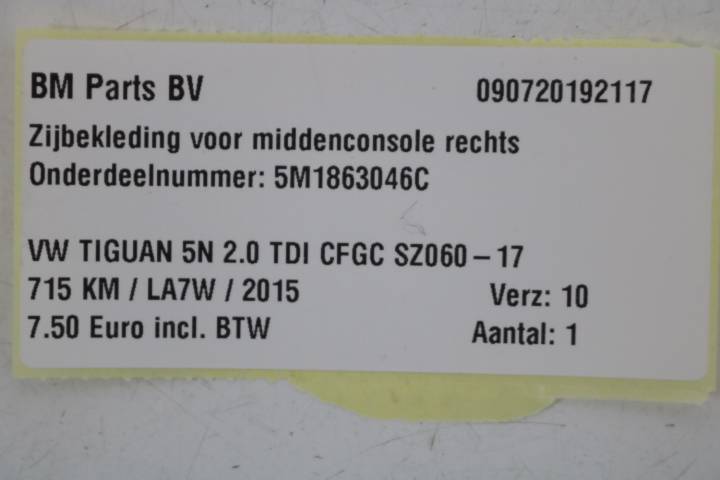 BM Parts BV 090720192117
Zijbekleding voor middenconsole rechts
Onderdeelnummer: 5M1863046C
VW TIGUAN 5N 2.0 TDI CFGC SZ060-17
715 KM / LA7W / 2015 Verz: 10
7.50 Euro incl. BTW Aantal: 1